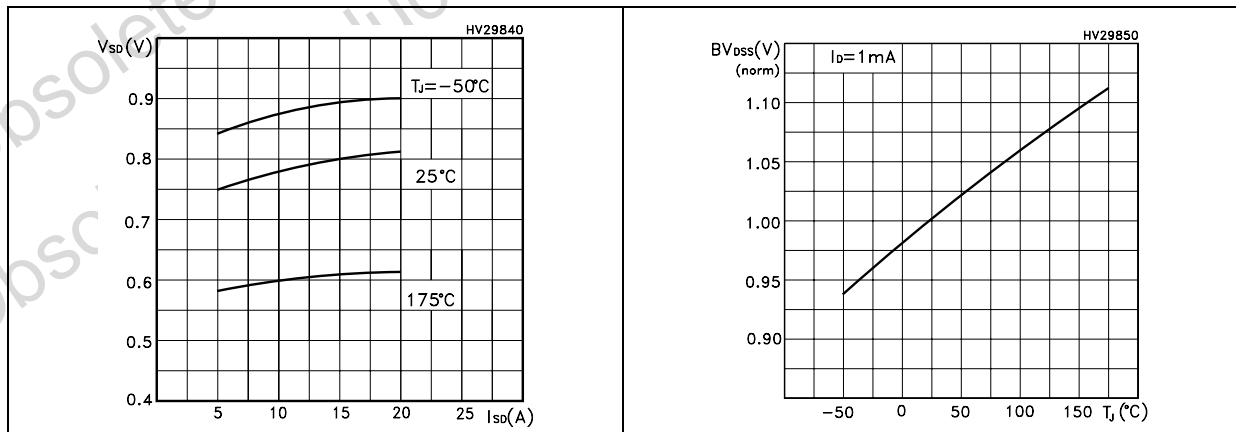 HV29840
VSD(V)
TJ=-50°C
0.9
0.8
25°C
0.7
0.6
175°C
0.5
0.4
5 10 15 20 25 ISD(A)
HV29850
BVDSS(V)
(norm)
ID=1mA
1.10
1.05
1.00
0.95
0.90
-50 0 50 100 150 TJ(°C)